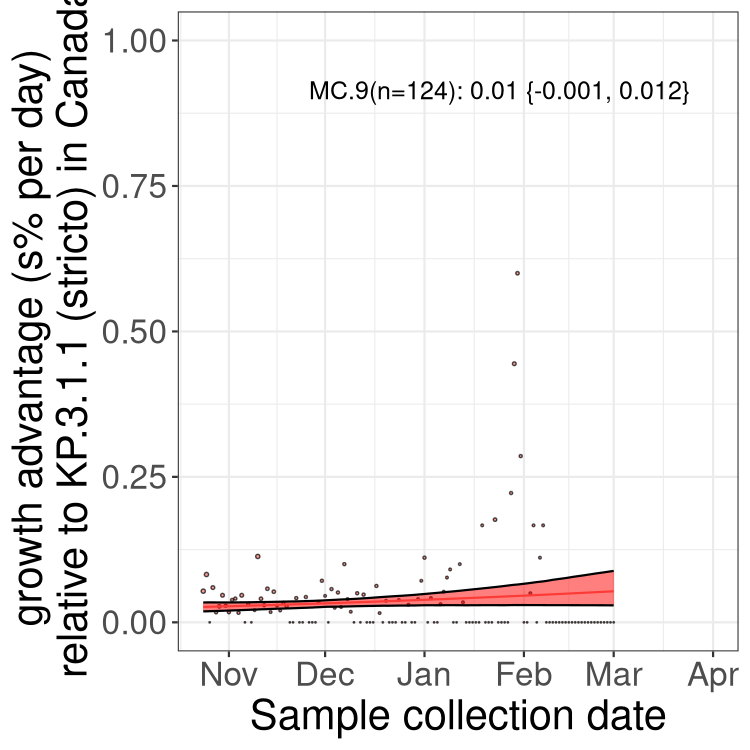 growth advantage (s% per day)
relative to KP.3.1.1 (stricto) in Canada
1.00
0.75
0.50
0.25
0.00
MC.9(n=124): 0.01 {-0.001, 0.012}
Nov Dec Jan Feb Mar Apr
Sample collection date